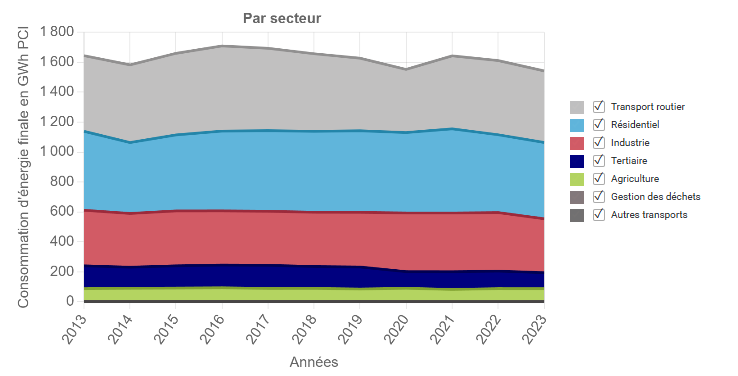 Par secteur
Consommation d'énergie finale en GWh PCI
1 800
1 600
1 400
1 200
1 000
800
600
400
200
0
2013
2014
2015
2016
2017
2018
2019
2020
2021
2022
2023
Années
Transport routier
Résidentiel
Industrie
Tertiaire
Agriculture
Gestion des déchets
Autres transports